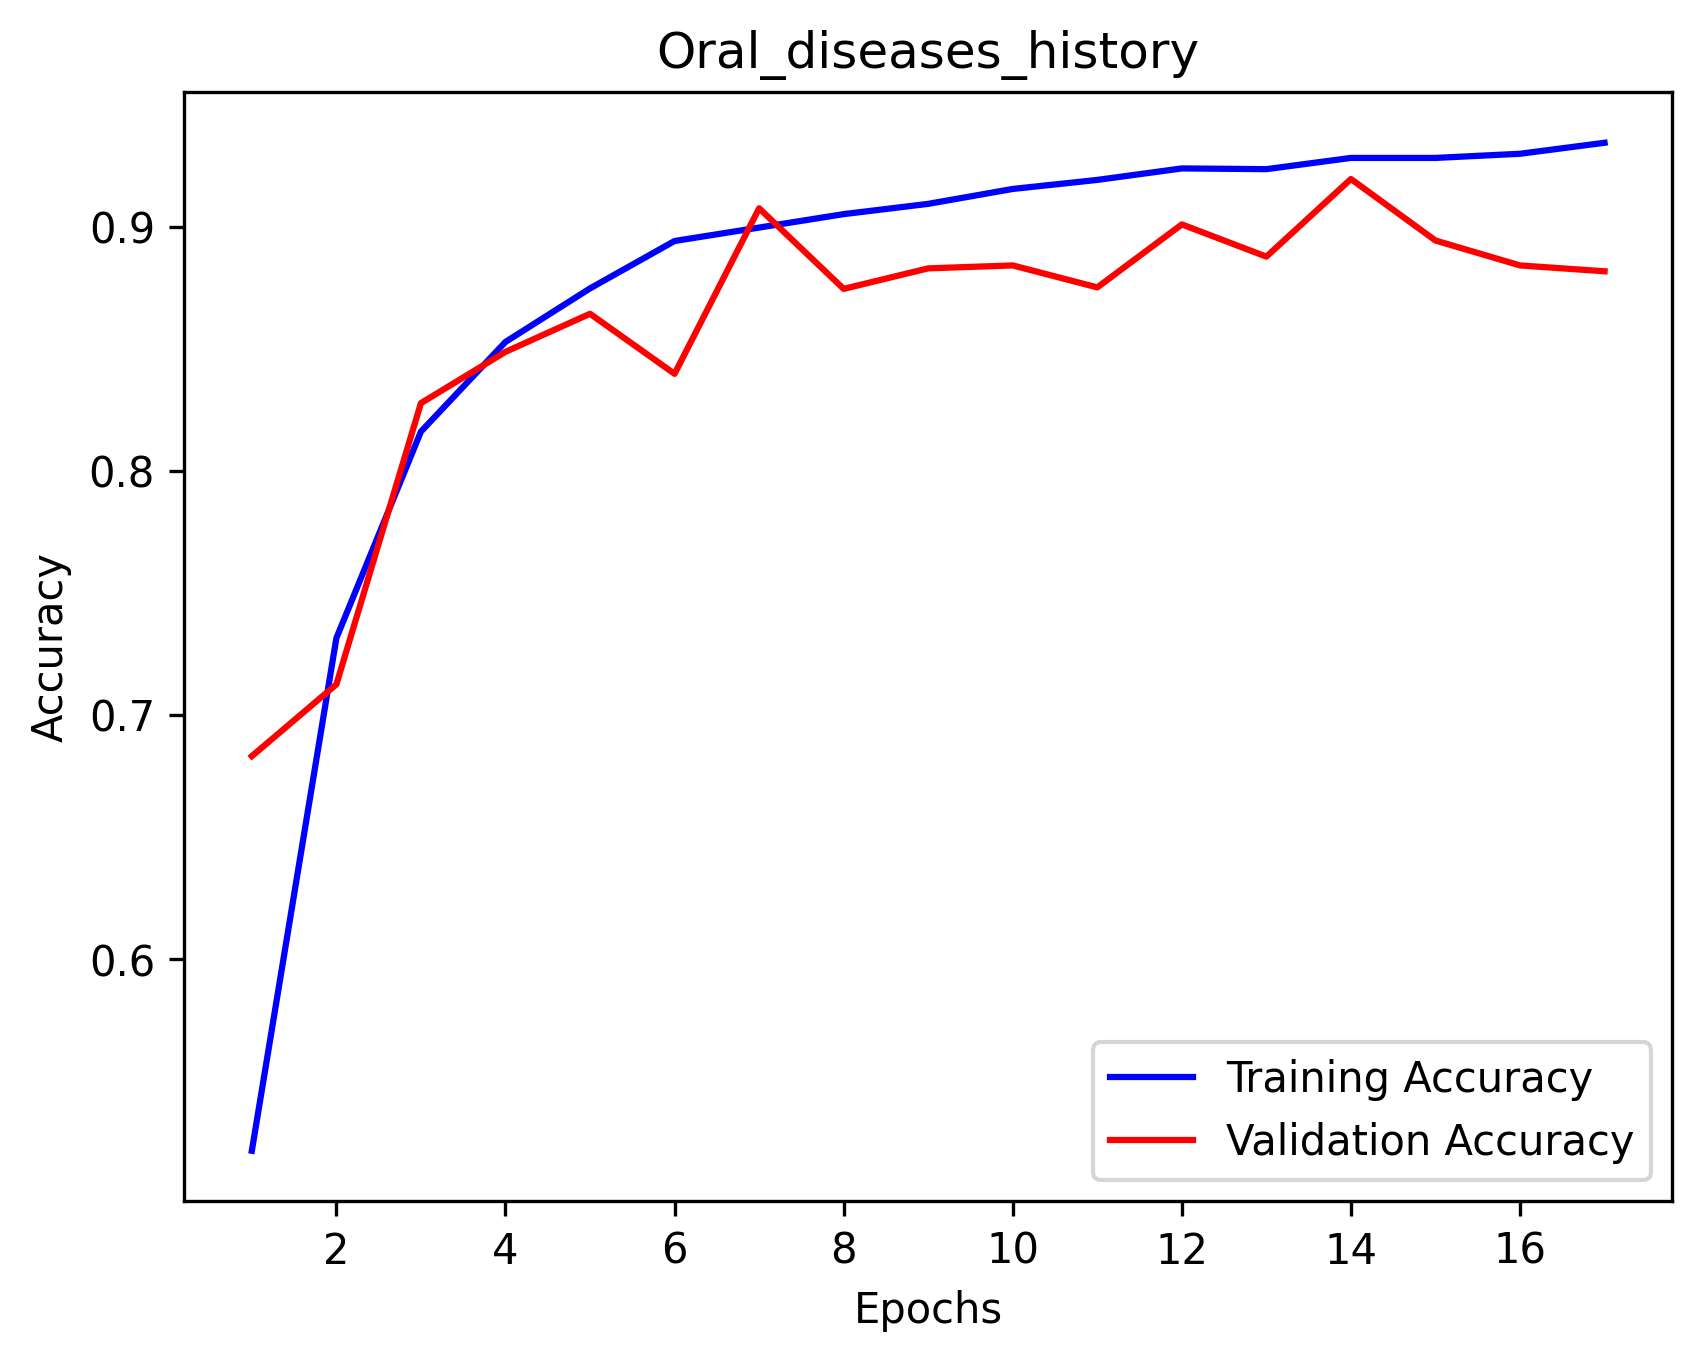 Oral_diseases_history
Accuracy
0.9
0.8
0.7
0.6
Training Accuracy
Validation Accuracy
2 4 6 8 10 12 14 16
Epochs